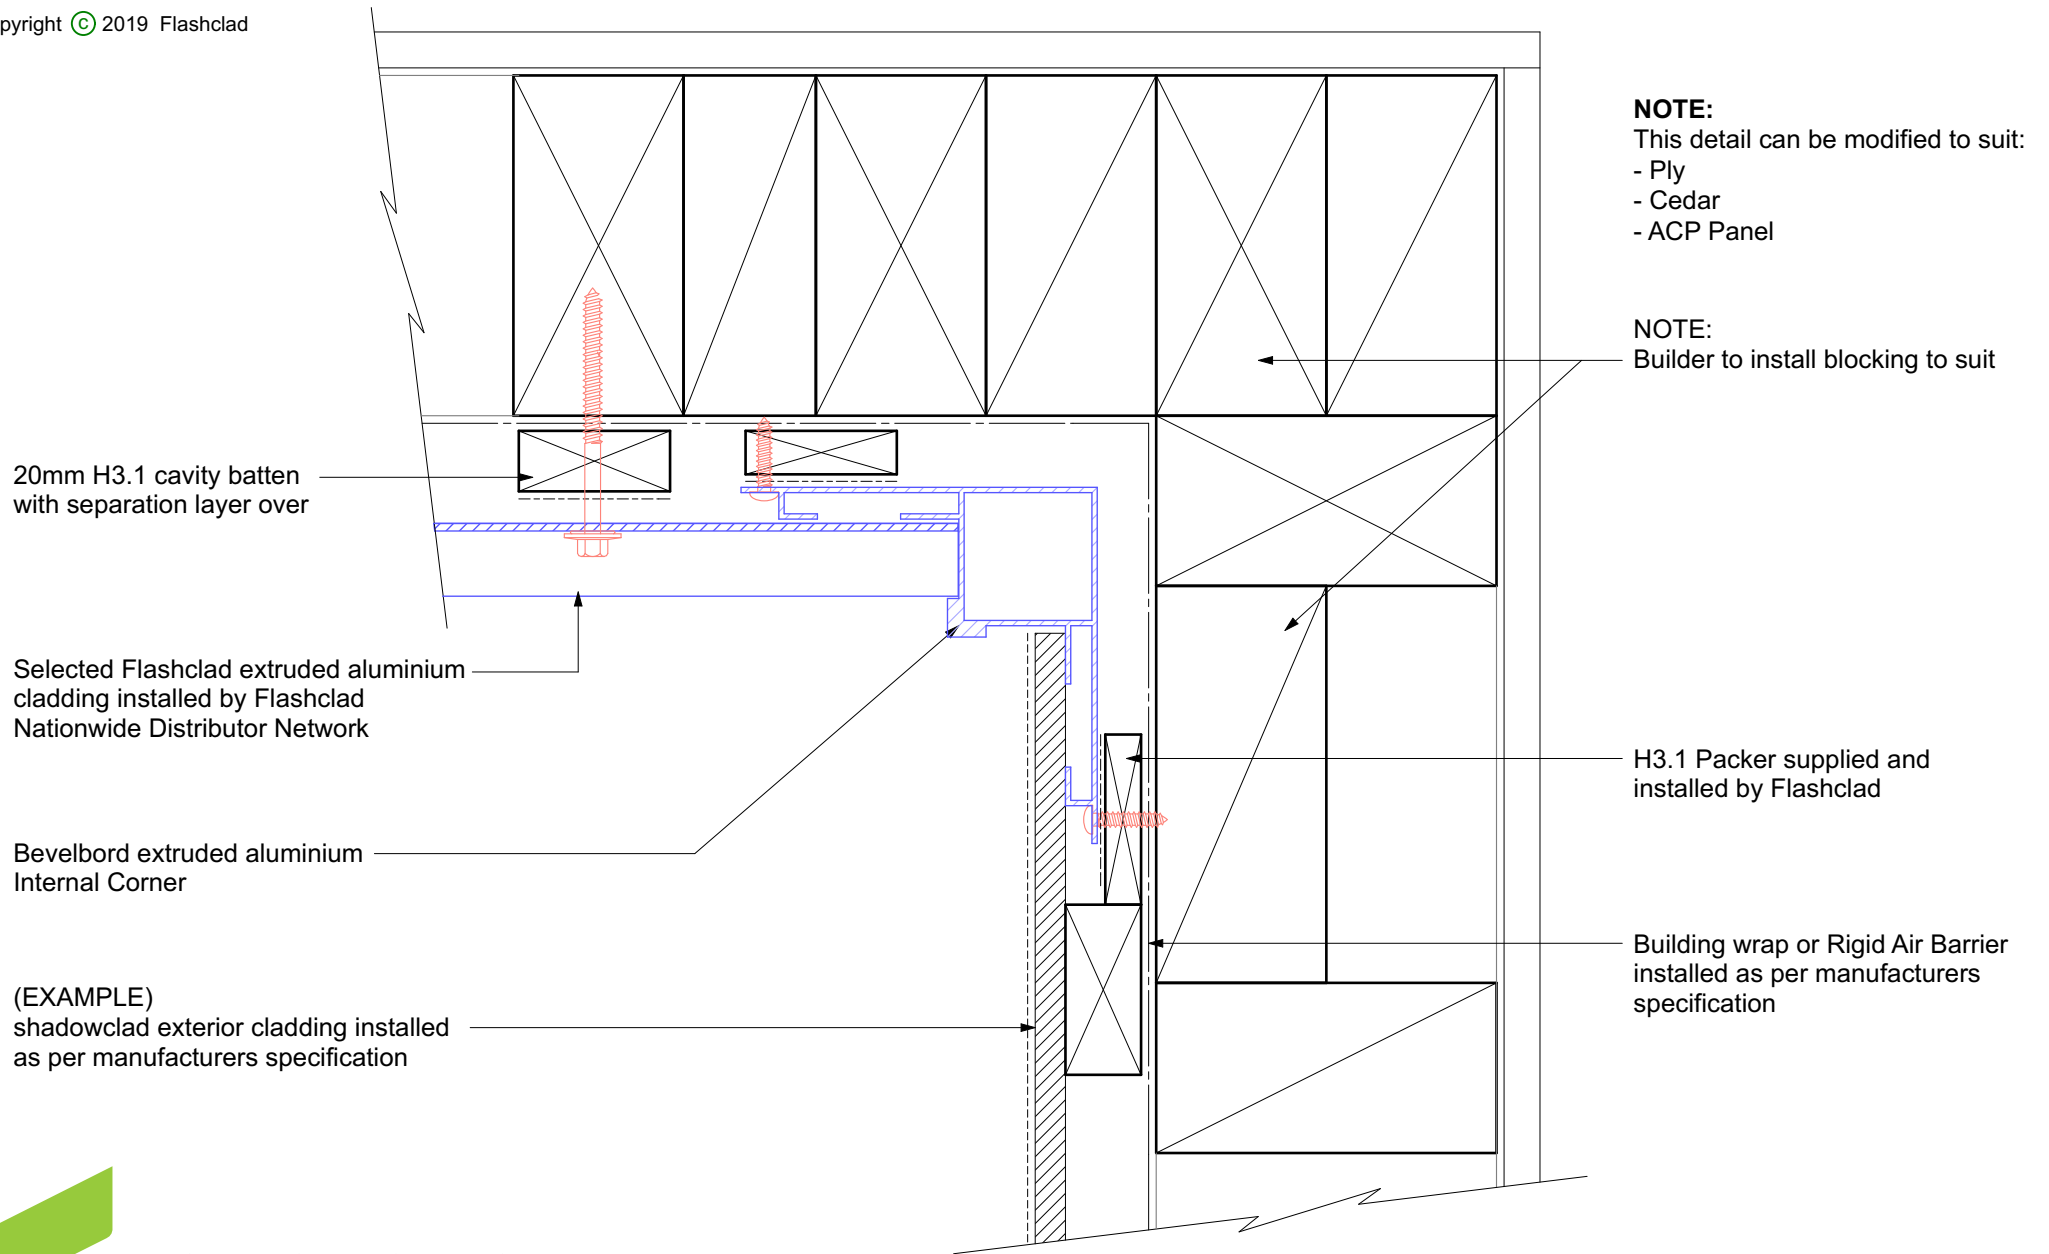 pyright © 2019 Flashclad
NOTE:
This detail can be modified to suit:
- Ply
- Cedar
- ACP Panel
NOTE:
Builder to install blocking to suit
20mm H3.1 cavity batten
with separation layer over
Selected Flashclad extruded aluminium
cladding installed by Flashclad
Nationwide Distributor Network
H3.1 Packer supplied and
installed by Flashclad
Bevelbord extruded aluminium
Internal Corner
Building wrap or Rigid Air Barrier
installed as per manufacturers
specification
(EXAMPLE)
shadowclad exterior cladding installed
as per manufacturers specification